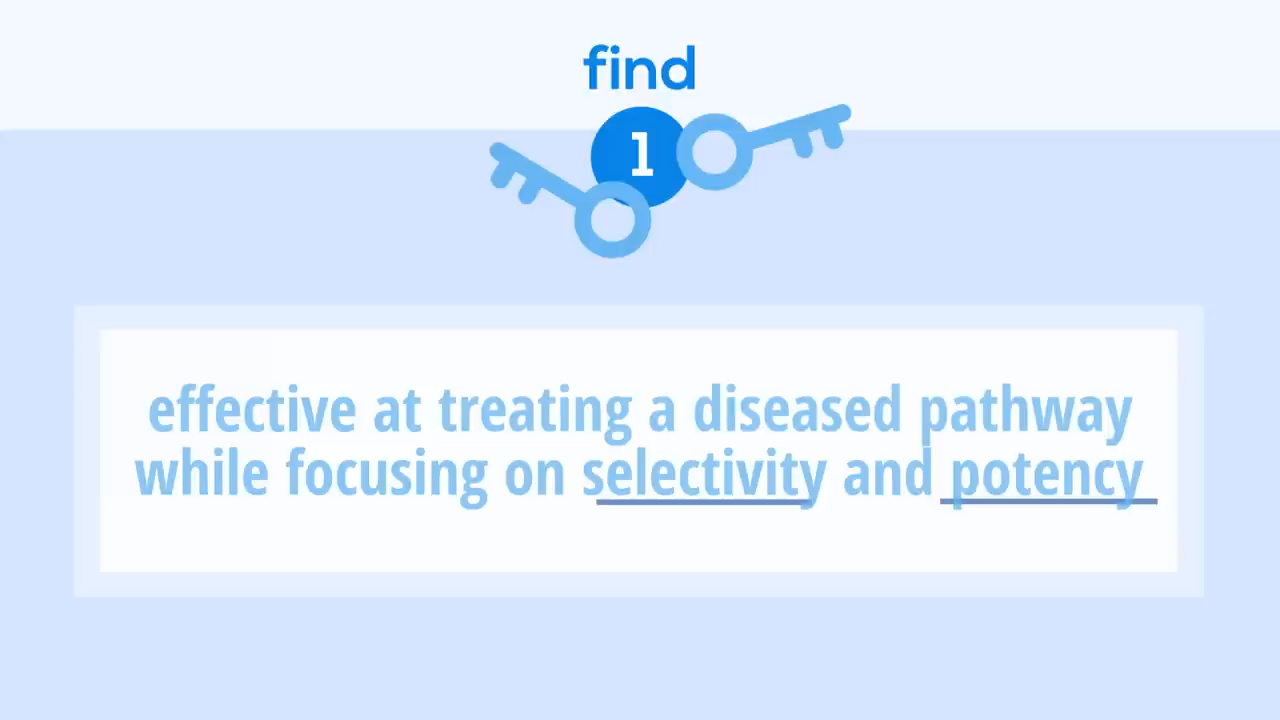 find
1
effective at treating a diseased pathway
while focusing on selectivity and potency